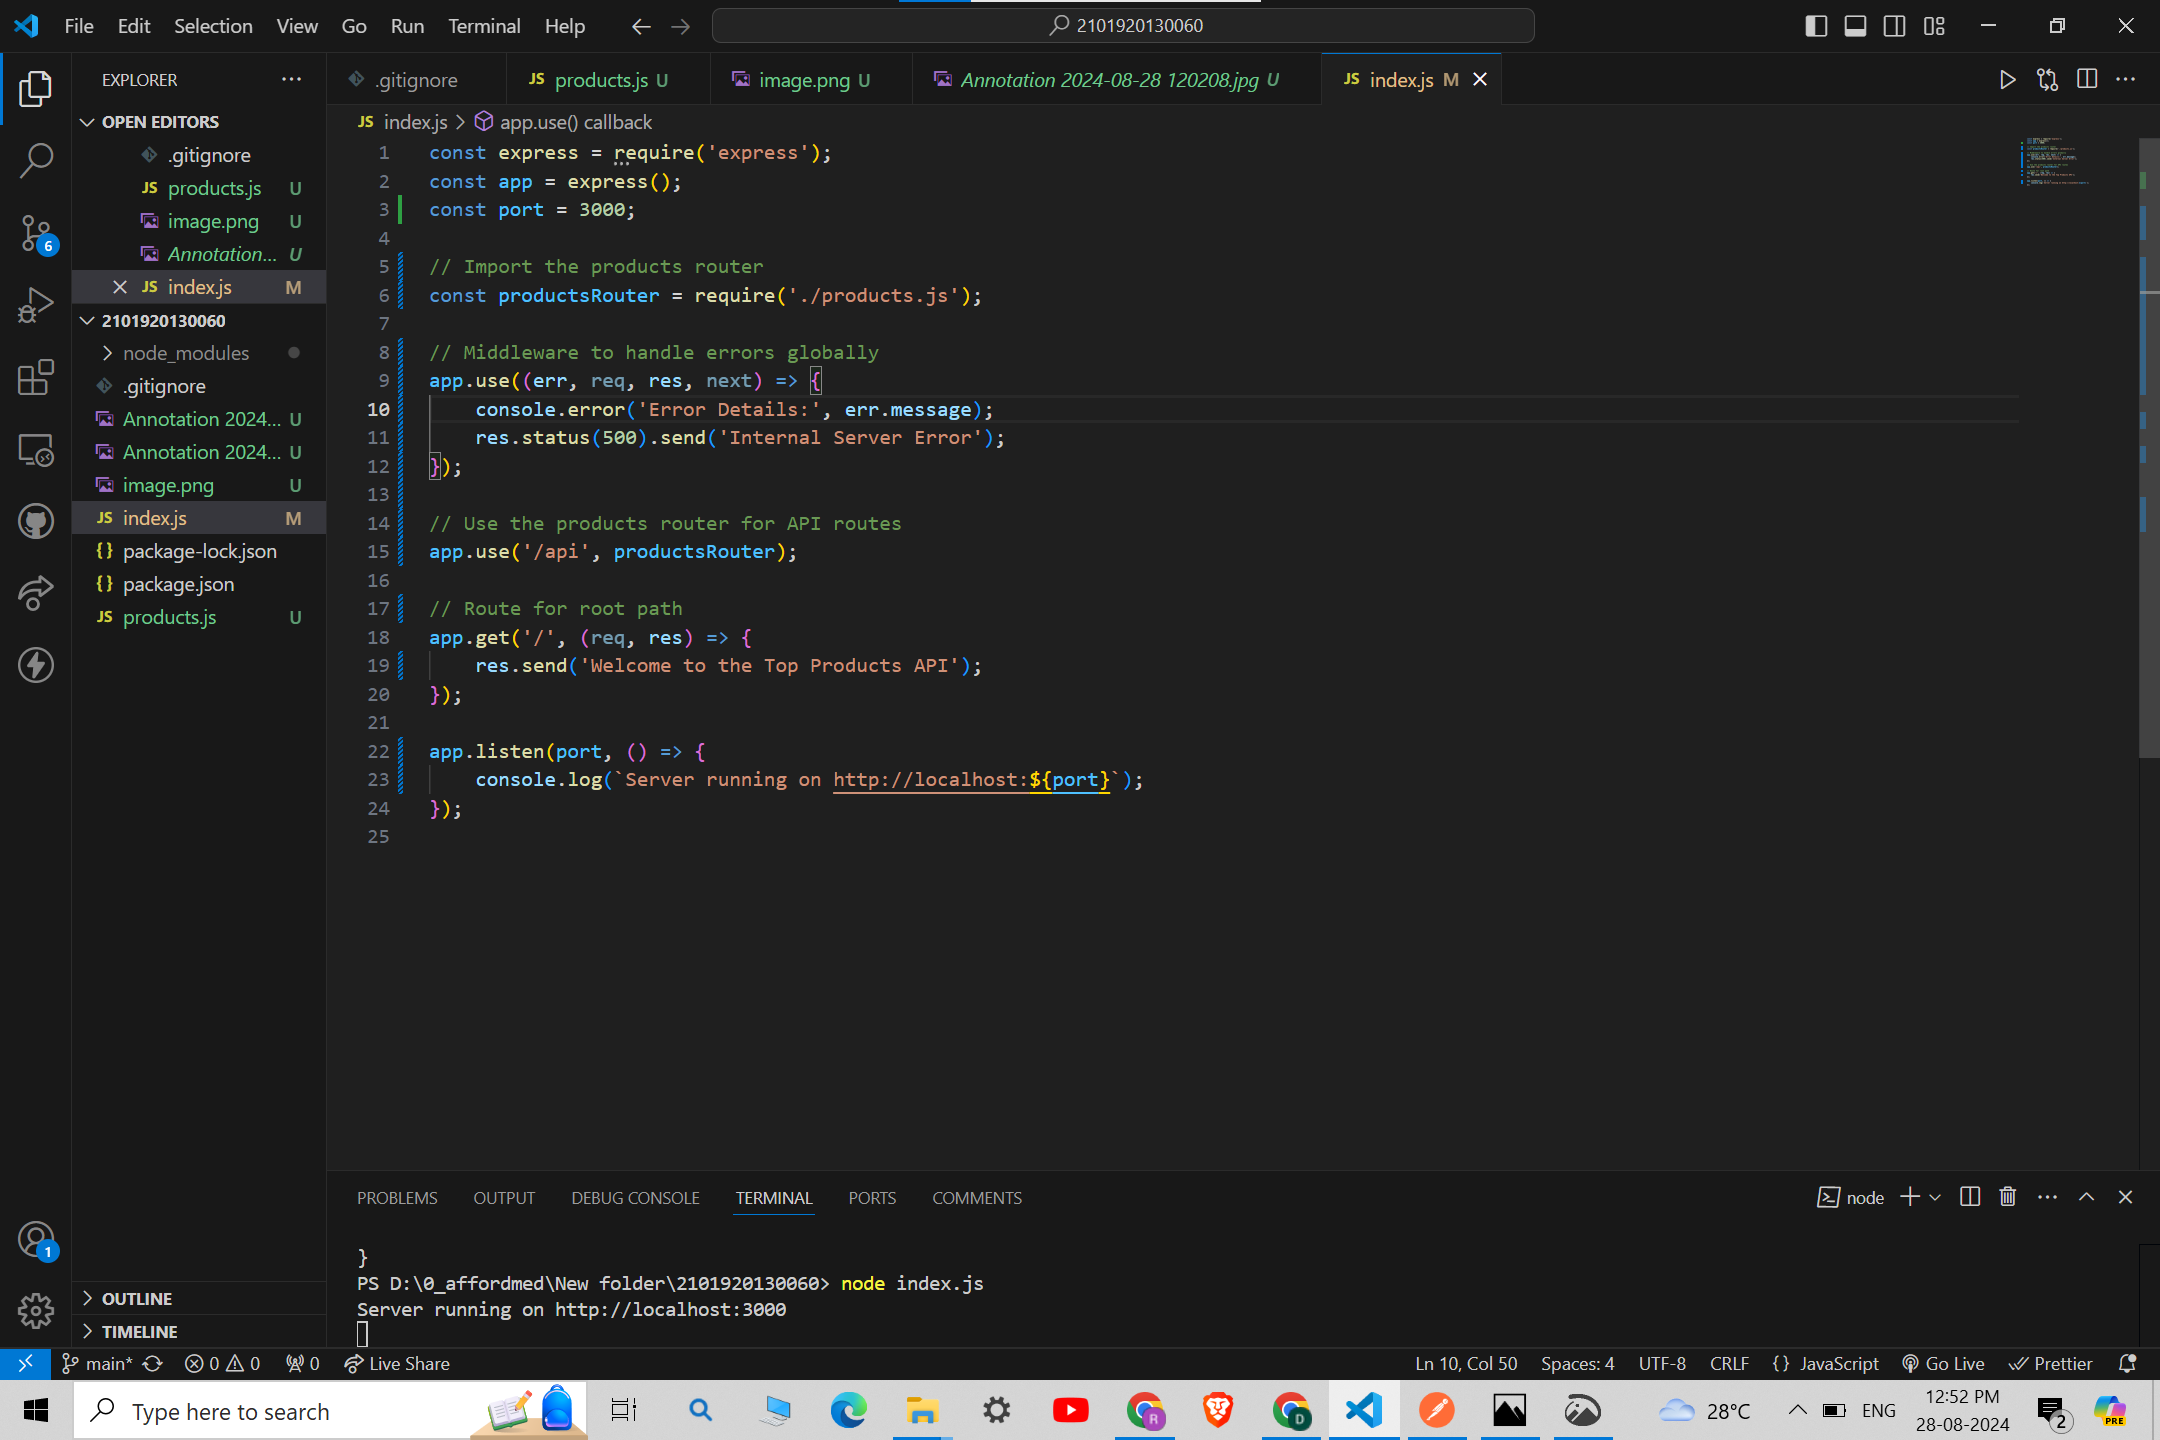 File Edit Selection View Go Run Terminal Help 2101920130060
EXPLORER
OPEN EDITORS
.gitignore
products.js U
image.png U
Annotation... U
index.js M
2101920130060
node_modules
.gitignore
Annotation 2024... U
Annotation 2024... U
image.png U
index.js M
package-lock.json
package.json
products.js U
OUTLINE
TIMELINE
.gitignore JS products.js U image.png U Annotation 2024-08-28 120208.jpg U JS index.js M
JS index.js > app.use() callback
1 const express = require('express');
2 const app = express();
3 const port = 3000;
4
5 // Import the products router
6 const productsRouter = require('./products.js');
7
8 // Middleware to handle errors globally
9 app.use((err, req, res, next) => {
10 console.error('Error Details:', err.message);
11 res.status(500).send('Internal Server Error');
12 });
13
14 // Use the products router for API routes
15 app.use('/api', productsRouter);
16
17 // Route for root path
18 app.get('/', (req, res) => {
19 res.send('Welcome to the Top Products API');
20 });
21
22 app.listen(port, () => {
23 console.log(`Server running on http://localhost:${port}`);
24 });
25
PROBLEMS OUTPUT DEBUG CONSOLE TERMINAL PORTS COMMENTS node
}
PS D:\0_affordmed\New folder\2101920130060> node index.js
Server running on http://localhost:3000
6
1
main* 0 0 0 Live Share Ln 10, Col 50 Spaces: 4 UTF-8 CRLF {} JavaScript Go Live Prettier
Type here to search 28°C ENG 12:52 PM
28-08-2024 2 PRE